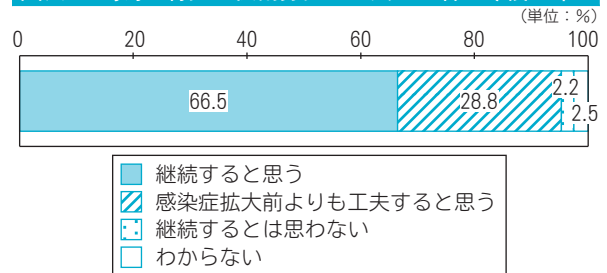 (単位:%)
0 20 40 60 80 100
66.5 28.8 2.2 2.5
継続すると思う
感染症拡大前よりも工夫すると思う
継続するとは思わない
わからない